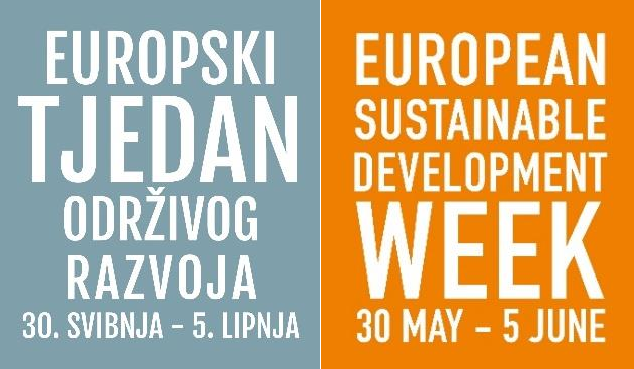 EUROPSKI
TJEDAN
ODRŽIVOG
RAZVOJA
30. SVIBNJA – 5. LIPNJA
EUROPEAN
SUSTAINABLE
DEVELOPMENT
WEEK
30 MAY – 5 JUNE